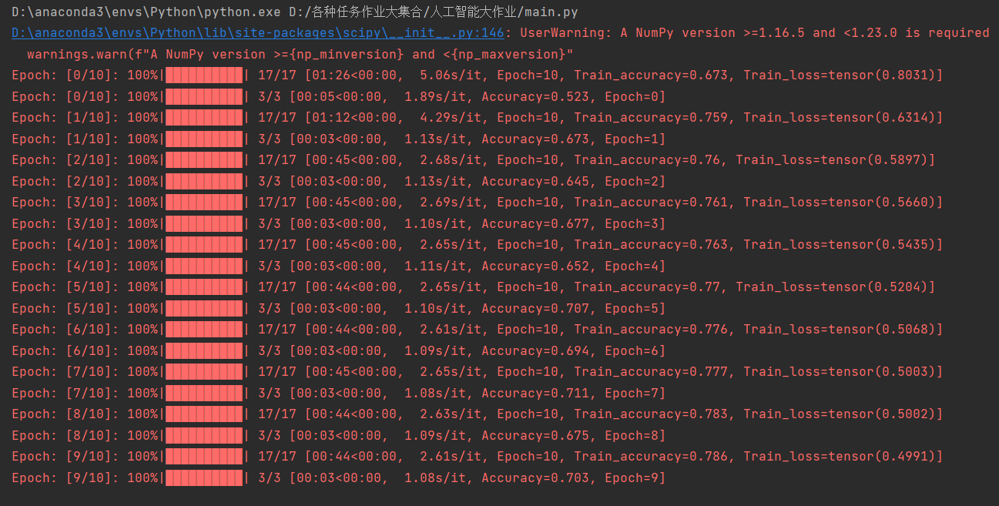 D:\anaconda3\envs\Python\python.exe D:/各种任务作业大集合/人工智能大作业/main.py
D:\anaconda3\envs\Python\lib\site-packages\scipy\__init__.py:146: UserWarning: A NumPy version >=1.16.5 and <1.23.0 is required
  warnings.warn(f"A NumPy version >={np_minversion} and <{np_maxversion}"
Epoch: [0/10]: 100%|██████████| 17/17 [01:26<00:00,  5.06s/it, Epoch=10, Train_accuracy=0.673, Train_loss=tensor(0.8031)]
Epoch: [0/10]: 100%|██████████| 3/3 [00:05<00:00,  1.89s/it, Accuracy=0.523, Epoch=0]
Epoch: [1/10]: 100%|██████████| 17/17 [01:12<00:00,  4.29s/it, Epoch=10, Train_accuracy=0.759, Train_loss=tensor(0.6314)]
Epoch: [1/10]: 100%|██████████| 3/3 [00:03<00:00,  1.13s/it, Accuracy=0.673, Epoch=1]
Epoch: [2/10]: 100%|██████████| 17/17 [00:45<00:00,  2.68s/it, Epoch=10, Train_accuracy=0.76, Train_loss=tensor(0.5897)]
Epoch: [2/10]: 100%|██████████| 3/3 [00:03<00:00,  1.13s/it, Accuracy=0.645, Epoch=2]
Epoch: [3/10]: 100%|██████████| 17/17 [00:45<00:00,  2.69s/it, Epoch=10, Train_accuracy=0.761, Train_loss=tensor(0.5660)]
Epoch: [3/10]: 100%|██████████| 3/3 [00:03<00:00,  1.10s/it, Accuracy=0.677, Epoch=3]
Epoch: [4/10]: 100%|██████████| 17/17 [00:45<00:00,  2.65s/it, Epoch=10, Train_accuracy=0.763, Train_loss=tensor(0.5435)]
Epoch: [4/10]: 100%|██████████| 3/3 [00:03<00:00,  1.11s/it, Accuracy=0.652, Epoch=4]
Epoch: [5/10]: 100%|██████████| 17/17 [00:44<00:00,  2.65s/it, Epoch=10, Train_accuracy=0.77, Train_loss=tensor(0.5204)]
Epoch: [5/10]: 100%|██████████| 3/3 [00:03<00:00,  1.10s/it, Accuracy=0.707, Epoch=5]
Epoch: [6/10]: 100%|██████████| 17/17 [00:44<00:00,  2.61s/it, Epoch=10, Train_accuracy=0.776, Train_loss=tensor(0.5068)]
Epoch: [6/10]: 100%|██████████| 3/3 [00:03<00:00,  1.09s/it, Accuracy=0.694, Epoch=6]
Epoch: [7/10]: 100%|██████████| 17/17 [00:45<00:00,  2.65s/it, Epoch=10, Train_accuracy=0.777, Train_loss=tensor(0.5003)]
Epoch: [7/10]: 100%|██████████| 3/3 [00:03<00:00,  1.08s/it, Accuracy=0.711, Epoch=7]
Epoch: [8/10]: 100%|██████████| 17/17 [00:44<00:00,  2.63s/it, Epoch=10, Train_accuracy=0.783, Train_loss=tensor(0.5002)]
Epoch: [8/10]: 100%|██████████| 3/3 [00:03<00:00,  1.09s/it, Accuracy=0.675, Epoch=8]
Epoch: [9/10]: 100%|██████████| 17/17 [00:44<00:00,  2.61s/it, Epoch=10, Train_accuracy=0.786, Train_loss=tensor(0.4991)]
Epoch: [9/10]: 100%|██████████| 3/3 [00:03<00:00,  1.08s/it, Accuracy=0.703, Epoch=9]